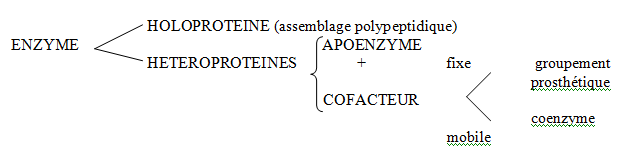 HOLOPROTEINE (assemblage polypeptidique)
ENZYME
APOENZYME
HETEROPROTEINES + fixe groupement
prosthétique
COFACTEUR
coenzyme
mobile